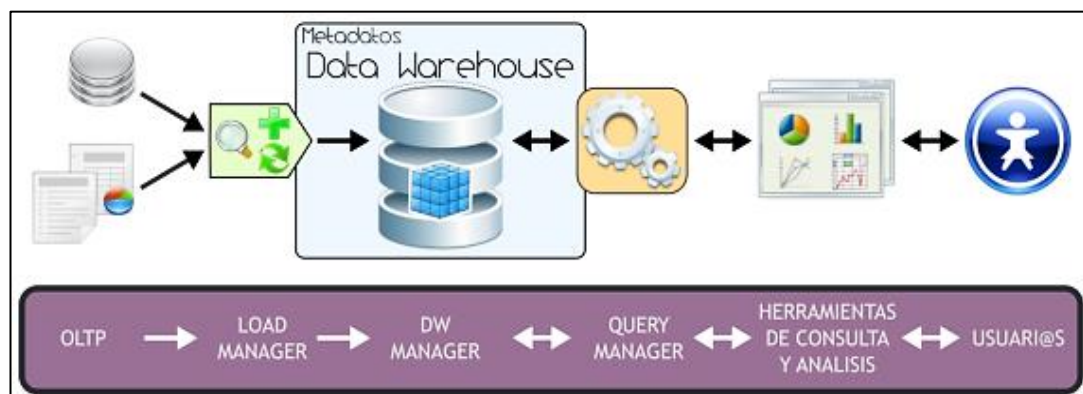 Metadatos
Data Warehouse
OLTP
LOAD
MANAGER
DW
MANAGER
QUERY
MANAGER
HERRAMIENTAS
DE CONSULTA
Y ANALISIS
USUARI@S